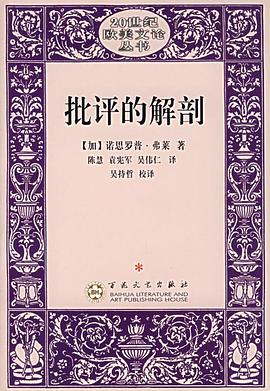 20世纪
欧美文论
丛书
批评的解剖
【加】诺思罗普·弗莱 著
陈慧 袁宪军 吴伟仁 译
吴持哲 校译
*
百花文艺出版社
BAIHUA LITERATURE AND
ART PUBLISHING HOUSE